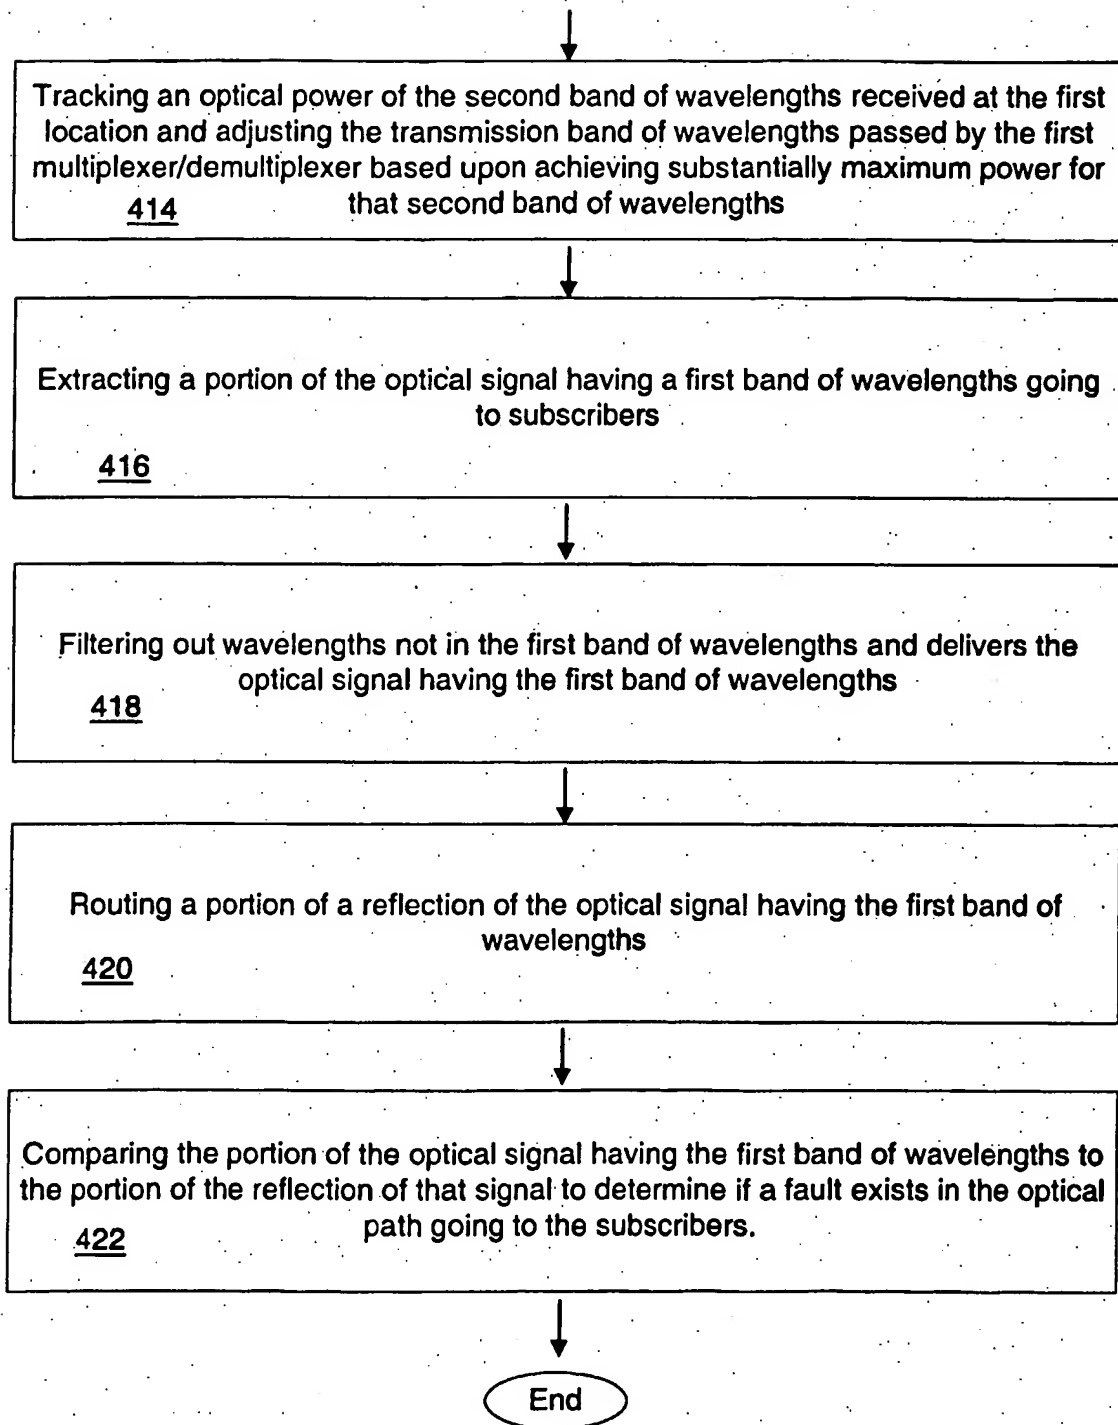 Tracking an optical power of the second band of wavelengths received at the first
location and adjusting the transmission band of wavelengths passed by the first
multiplexer/demultiplexer based upon achieving substantially maximum power for
414 that second band of wavelengths
Extracting a portion of the optical signal having a first band of wavelengths going
to subscribers
416
Filtering out wavelengths not in the first band of wavelengths and delivers the
optical signal having the first band of wavelengths
418
Routing a portion of a reflection of the optical signal having the first band of
wavelengths
420
Comparing the portion of the optical signal having the first band of wavelengths to
the portion of the reflection of that signal to determine if a fault exists in the optical
path going to the subscribers.
422
End